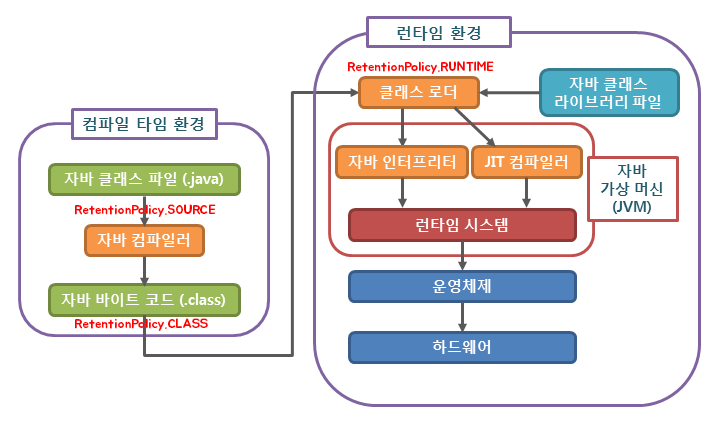 컴파일 타임 환경
자바 클래스 파일 (.java)
RetentionPolicy.SOURCE
자바 컴파일러
자바 바이트 코드 (.class)
RetentionPolicy.CLASS
런타임 환경
RetentionPolicy.RUNTIME
클래스 로더
자바 클래스
라이브러리 파일
자바 인터프리터
JIT 컴파일러
자바
가상 머신
(JVM)
런타임 시스템
운영체제
하드웨어